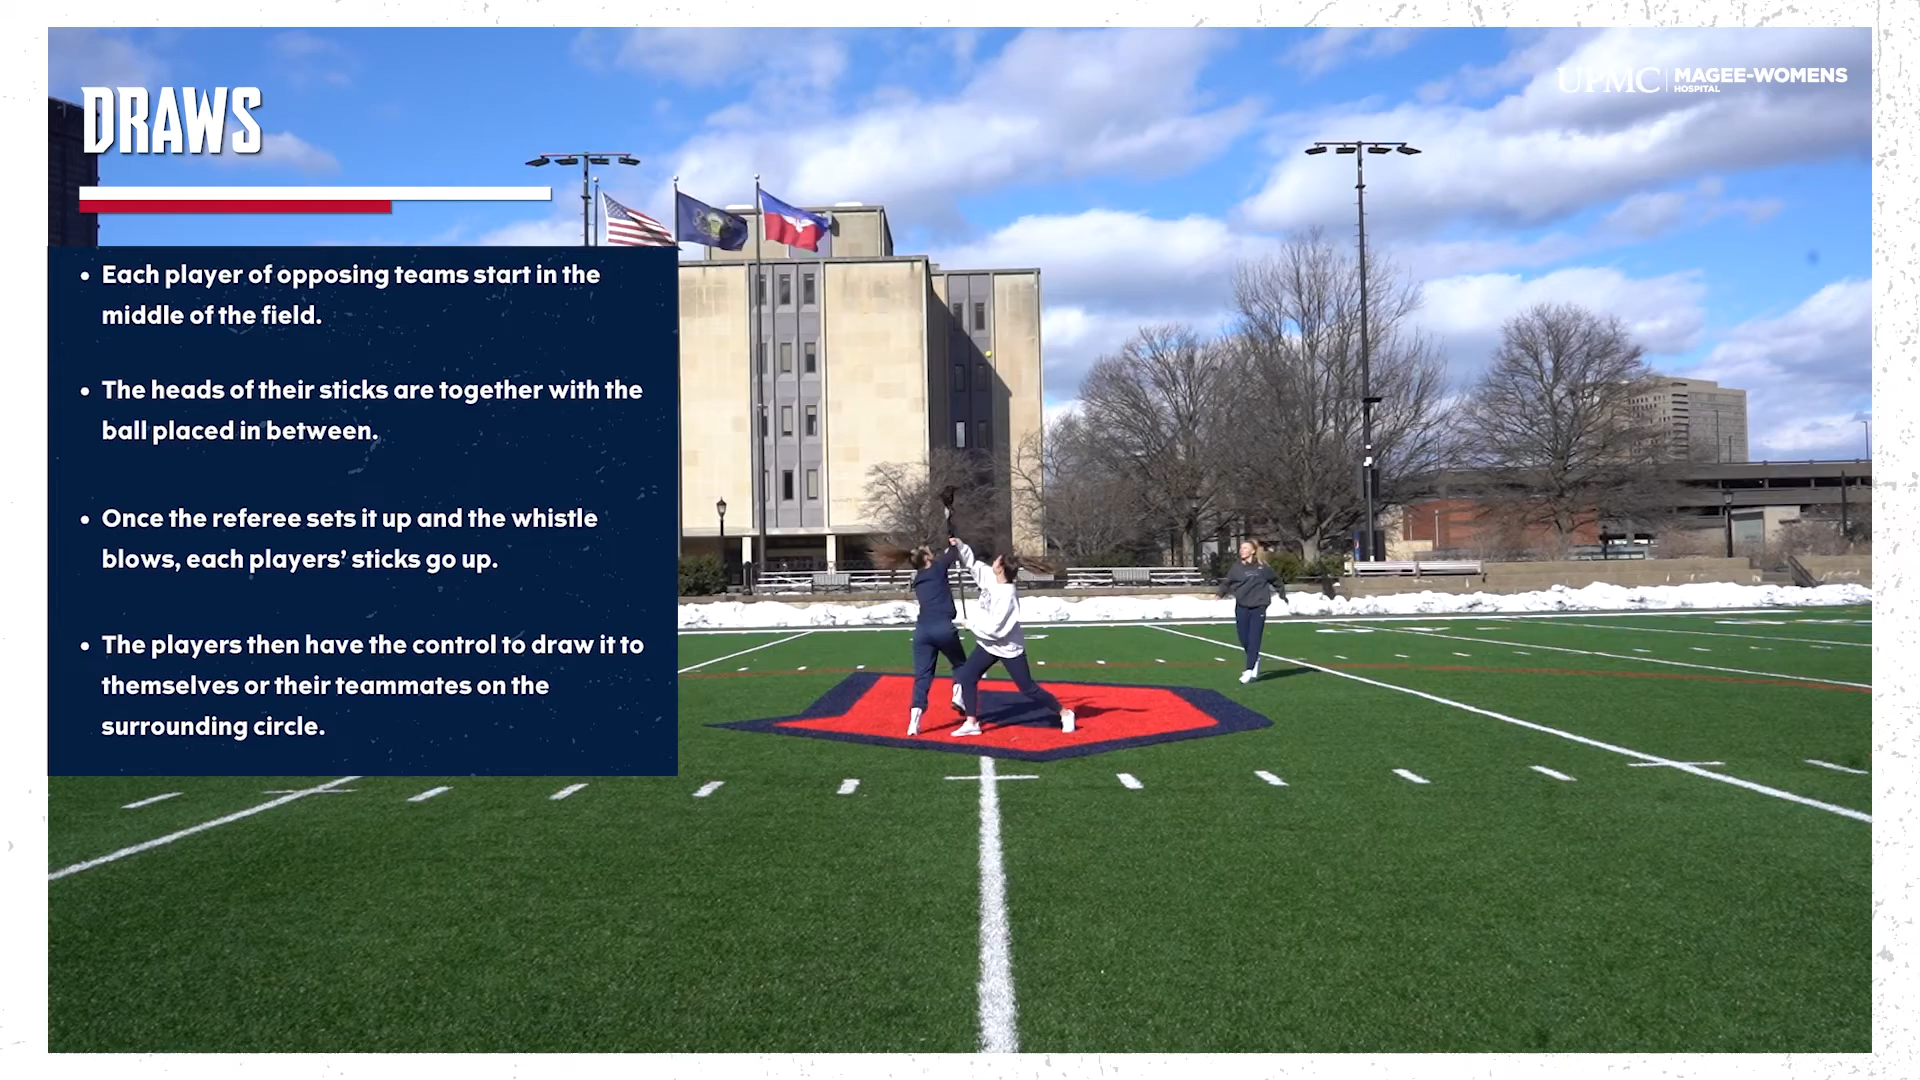 DRAWS
UPMC | MAGEE-WOMENS
HOSPITAL
• Each player of opposing teams start in the
middle of the field.
• The heads of their sticks are together with the
ball placed in between.
• Once the referee sets it up and the whistle
blows, each players’ sticks go up.
• The players then have the control to draw it to
themselves or their teammates on the
surrounding circle.